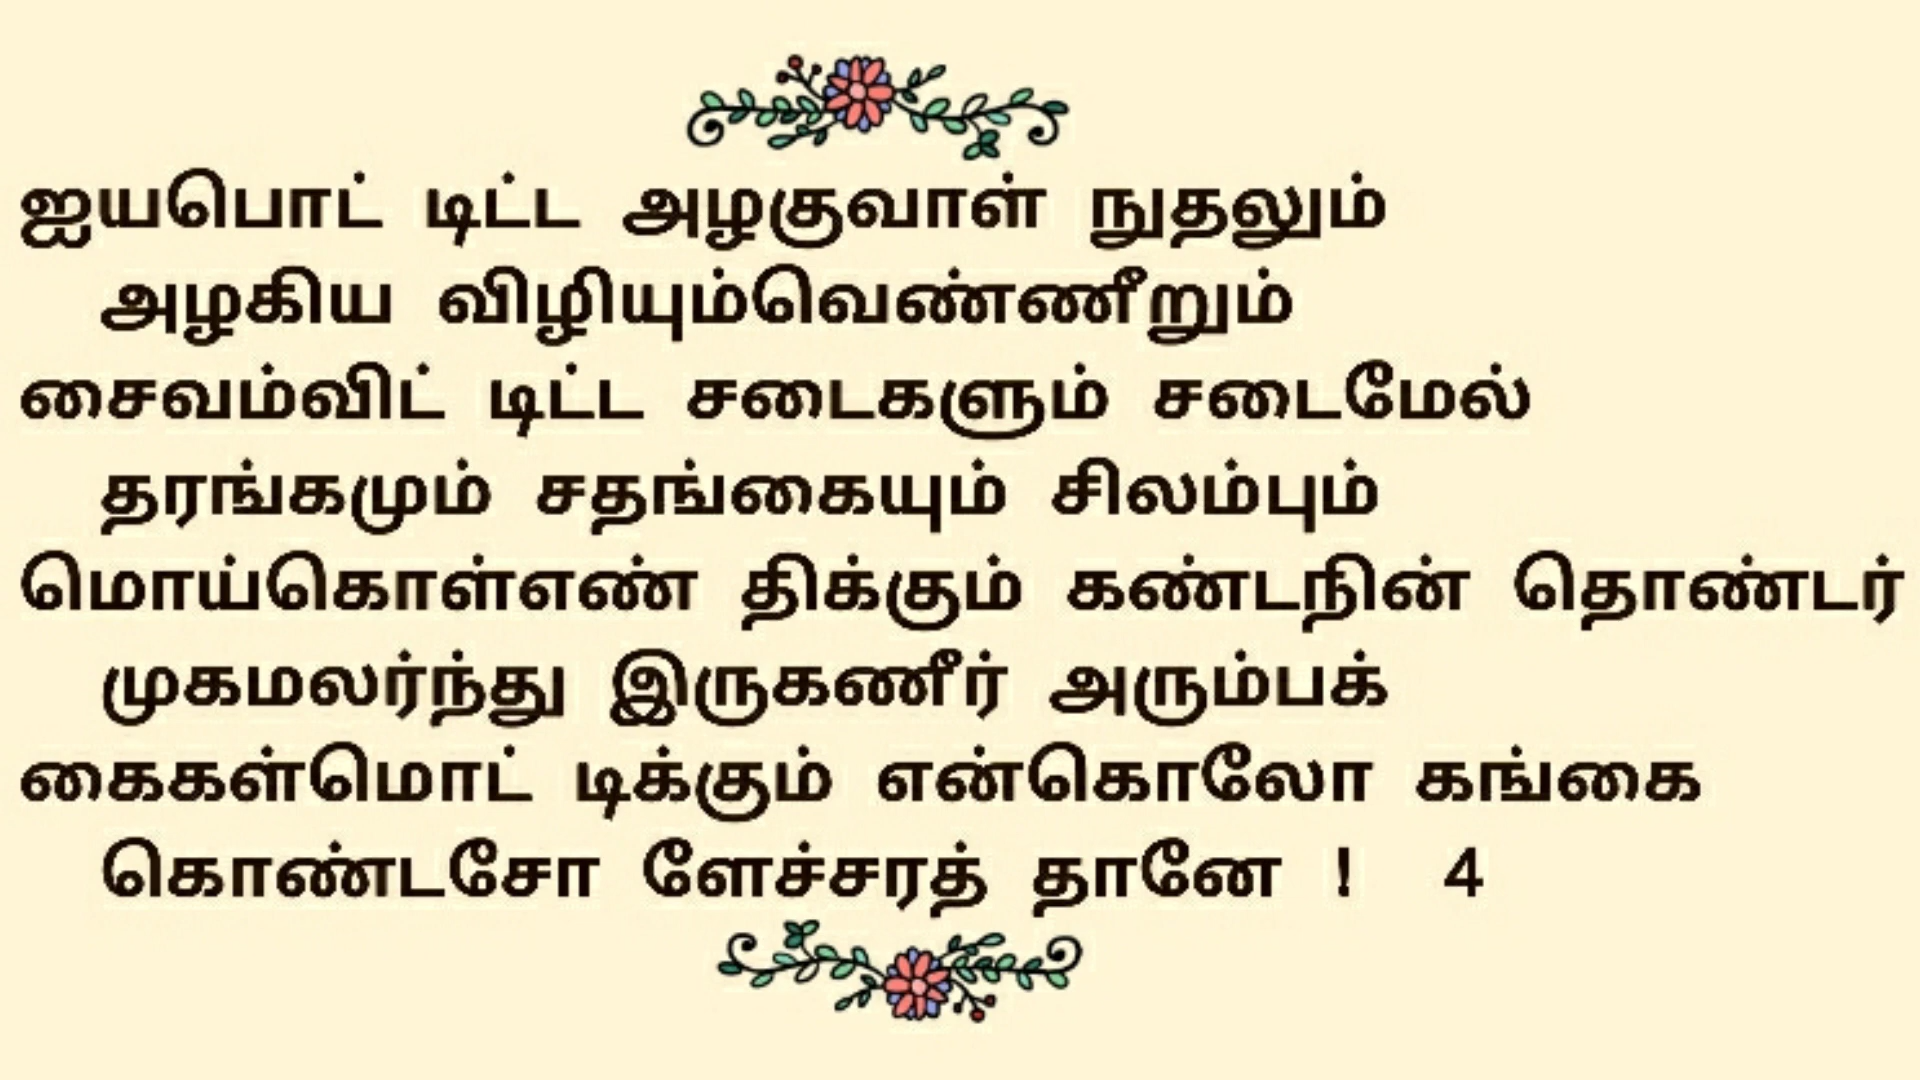 ஐயபொட் டிட்ட அழகுவாள் நுதலும்
அழகிய விழியும்வெண்ணீறும்
சைவம்விட் டிட்ட சடைகளும் சடைமேல்
தரங்கமும் சதங்கையும் சிலம்பும்
மொய்கொள்எண் திக்கும் கண்டநின் தொண்டர்
முகமலர்ந்து இருகணீர் அரும்பக்
கைகள்மொட் டிக்கும் என்கொலோ கங்கை
கொண்டசோ ளேச்சரத் தானே ! 4